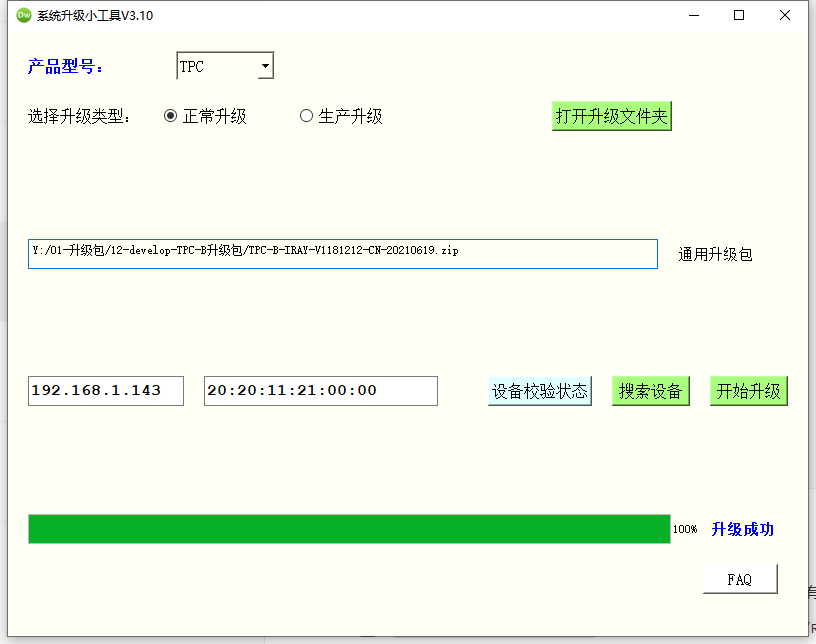 Dw 系统升级小工具V3.10
产品型号： TPC
选择升级类型： 正常升级 生产升级 打开升级文件夹
Y:/01-升级包/12-develop-TPC-B升级包/TPC-B-IRAY-V1181212-CN-20210619.zip 通用升级包
192.168.1.143 20:20:11:21:00:00 设备校验状态 搜索设备 开始升级
100% 升级成功
FAQ